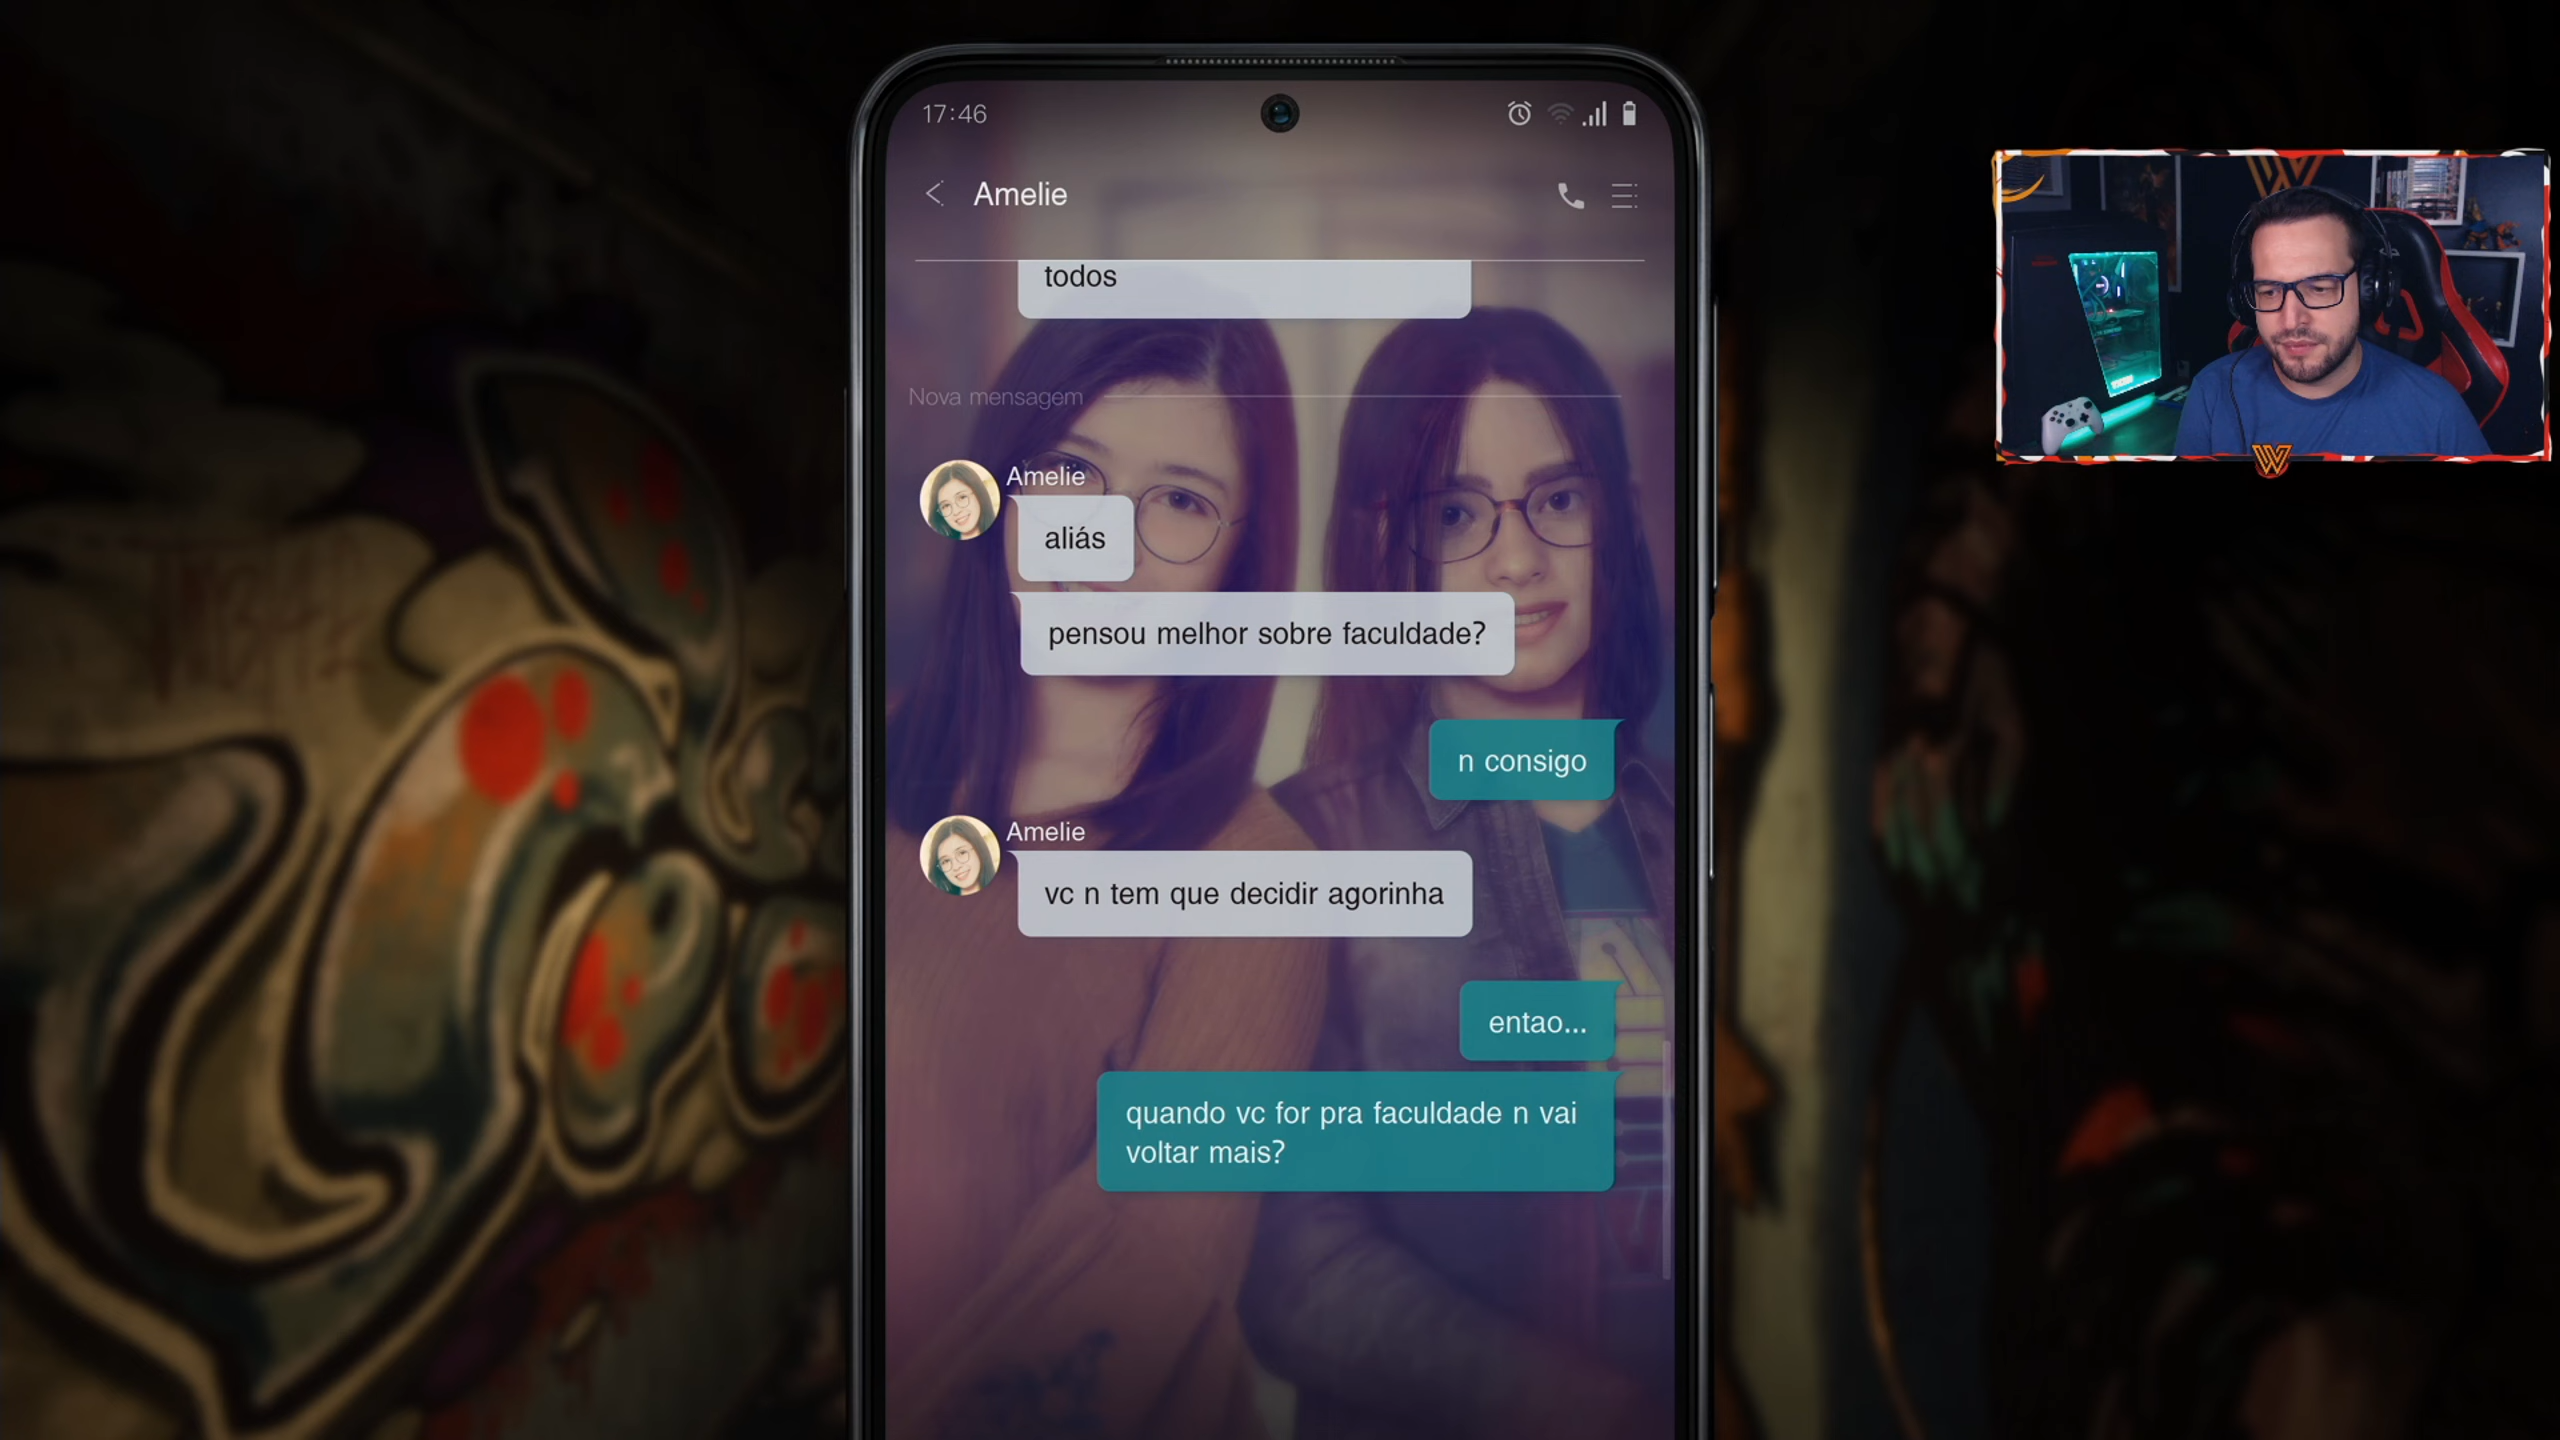 17:46
Amelie
todos
Nova mensagem
Amelie
aliás
pensou melhor sobre faculdade?
n consigo
Amelie
vc n tem que decidir agorinha
entao...
quando vc for pra faculdade n vai
voltar mais?